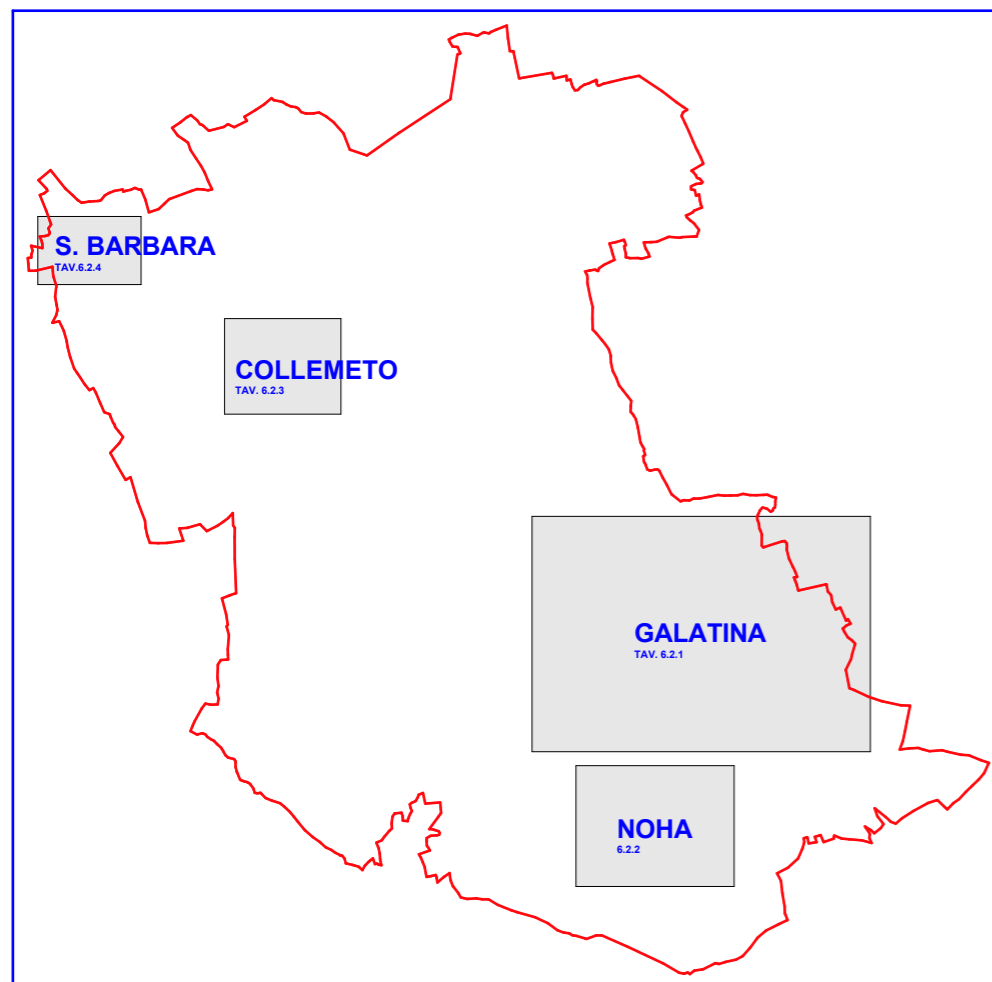 S. BARBARA
TAV.6.2.4
COLLEMETO
TAV. 6.2.3
GALATINA
TAV. 6.2.1
NOHA
6.2.2